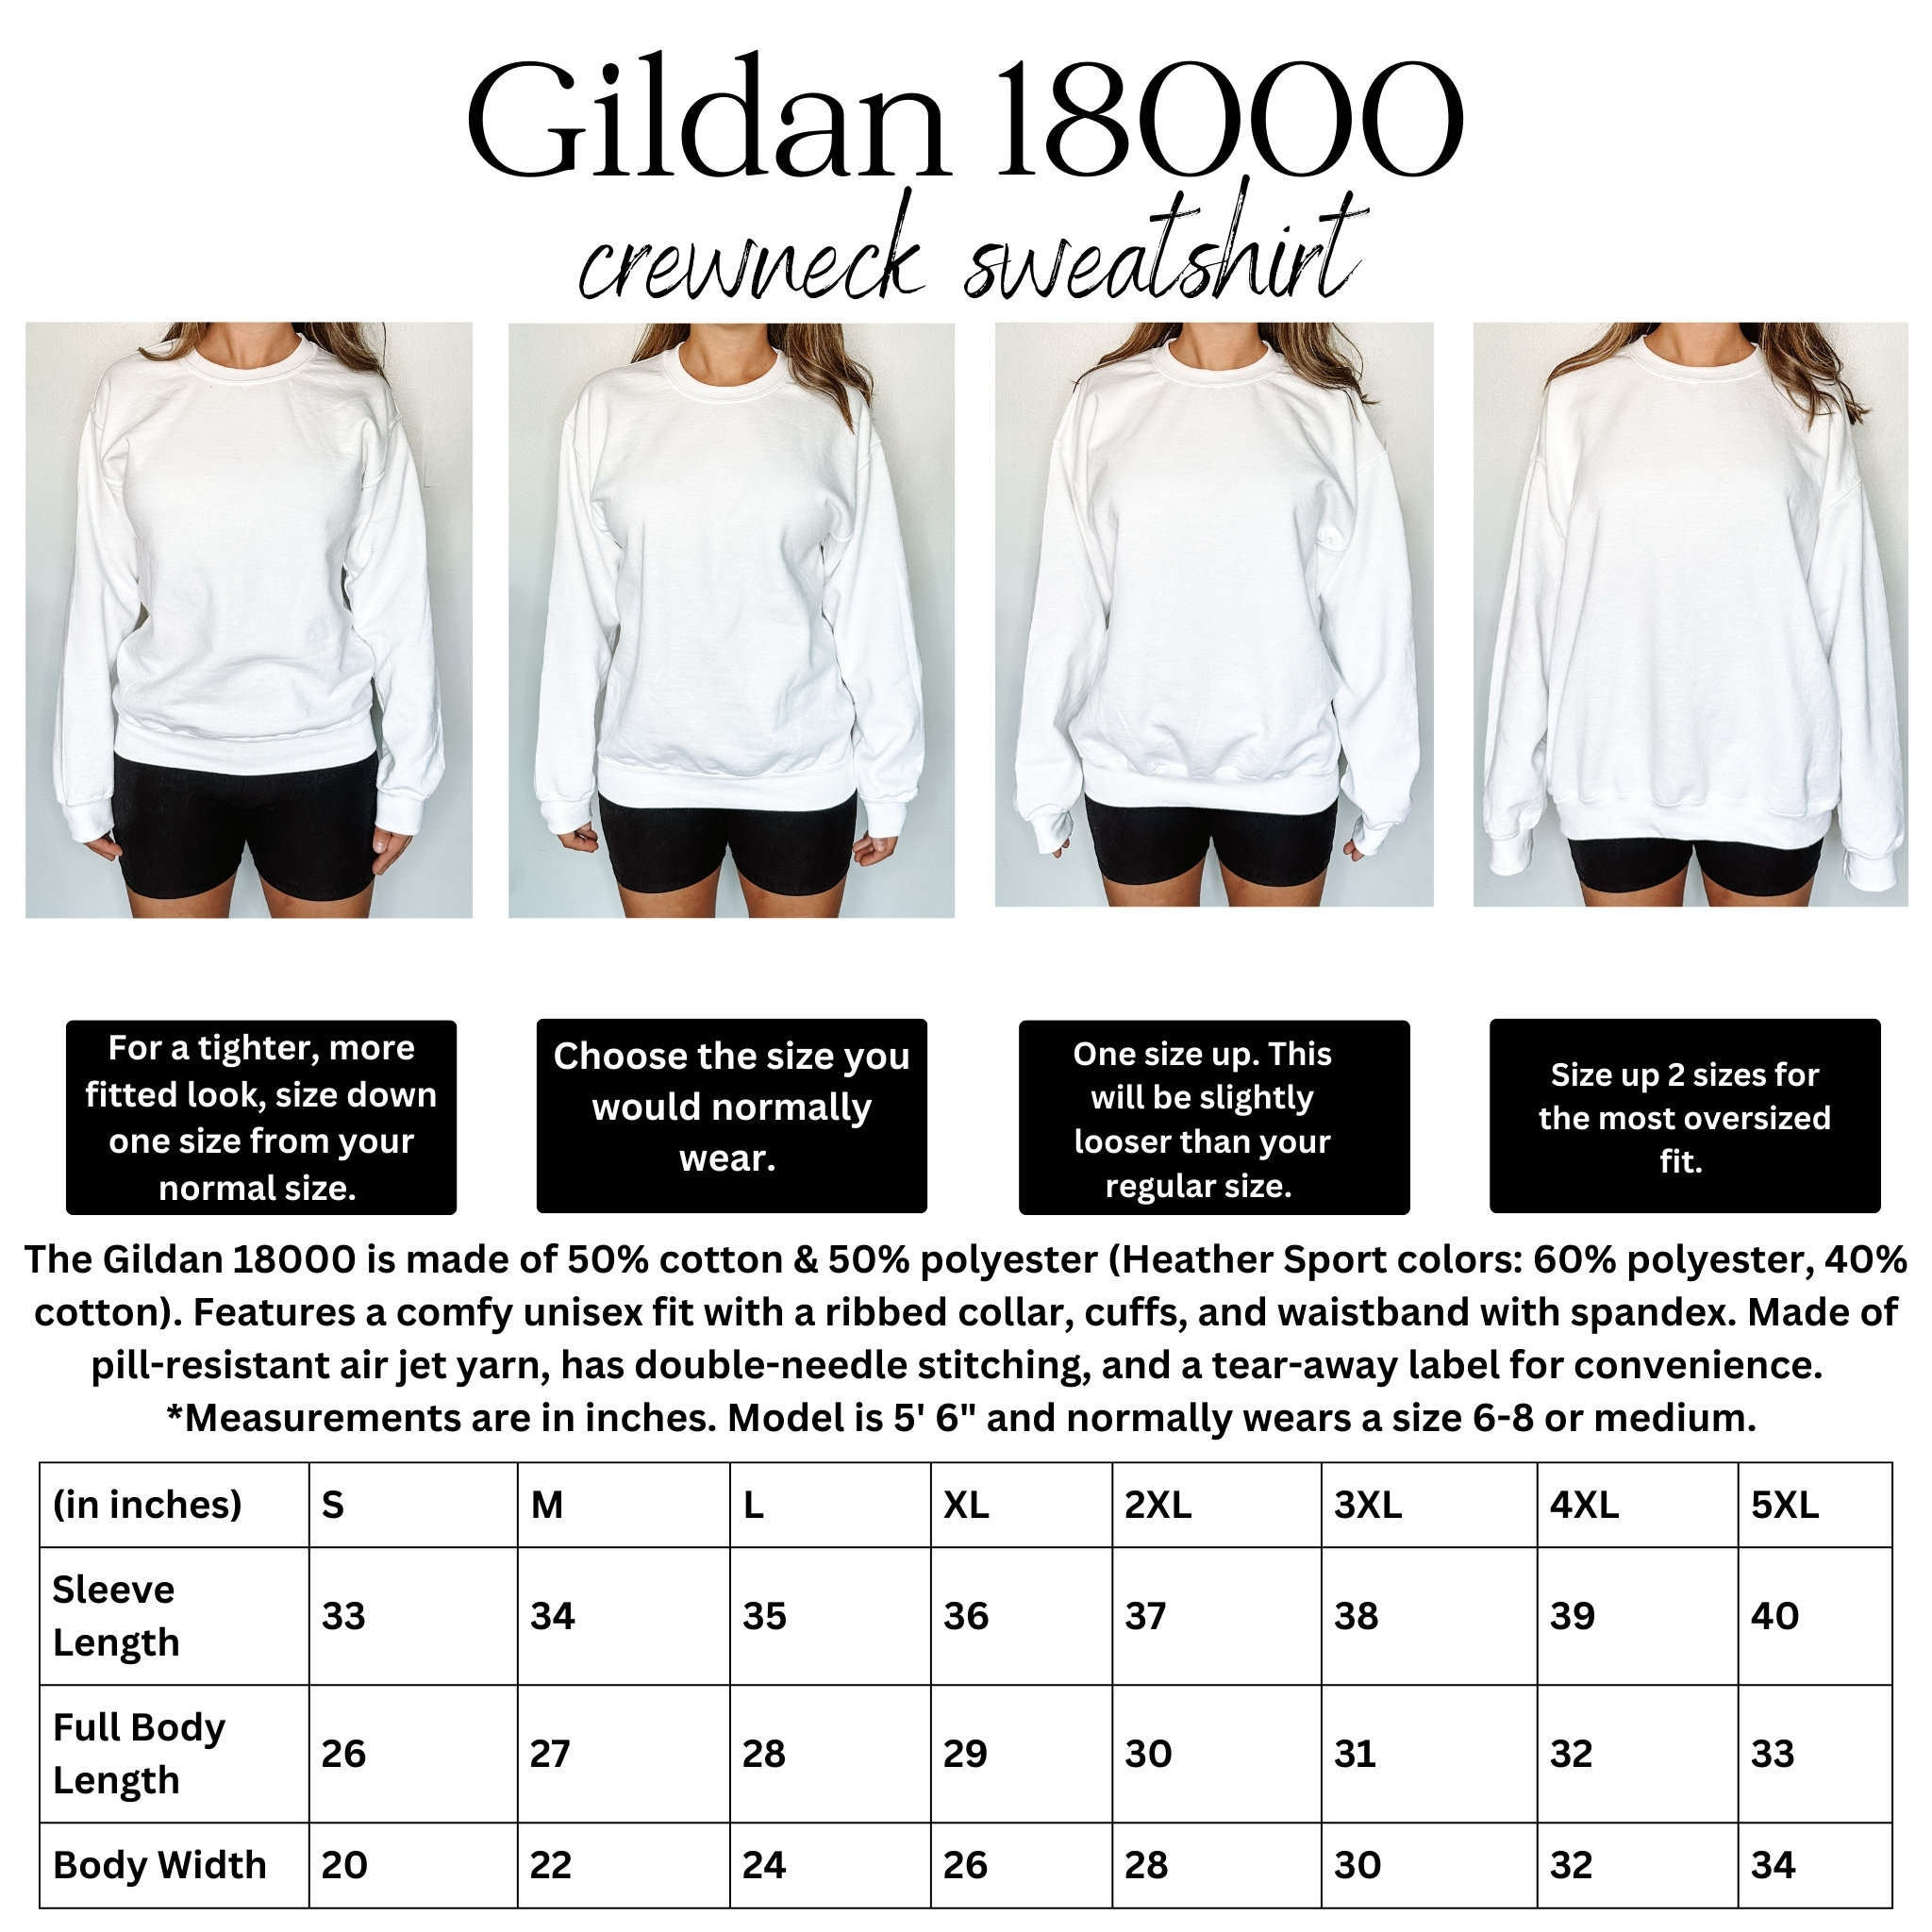 Gildan 18000
crewneck sweatshirt
For a tighter, more
fitted look, size down
one size from your
normal size.
Choose the size you
would normally
wear.
One size up. This
will be slightly
looser than your
regular size.
Size up 2 sizes for
the most oversized
fit.
The Gildan 18000 is made of 50% cotton & 50% polyester (Heather Sport colors: 60% polyester, 40%
cotton). Features a comfy unisex fit with a ribbed collar, cuffs, and waistband with spandex. Made of
pill-resistant air jet yarn, has double-needle stitching, and a tear-away label for convenience.
*Measurements are in inches. Model is 5' 6" and normally wears a size 6-8 or medium.
(in inches) S M L XL 2XL 3XL 4XL 5XL
Sleeve
Length 33 34 35 36 37 38 39 40
Full Body
Length 26 27 28 29 30 31 32 33
Body Width 20 22 24 26 28 30 32 34